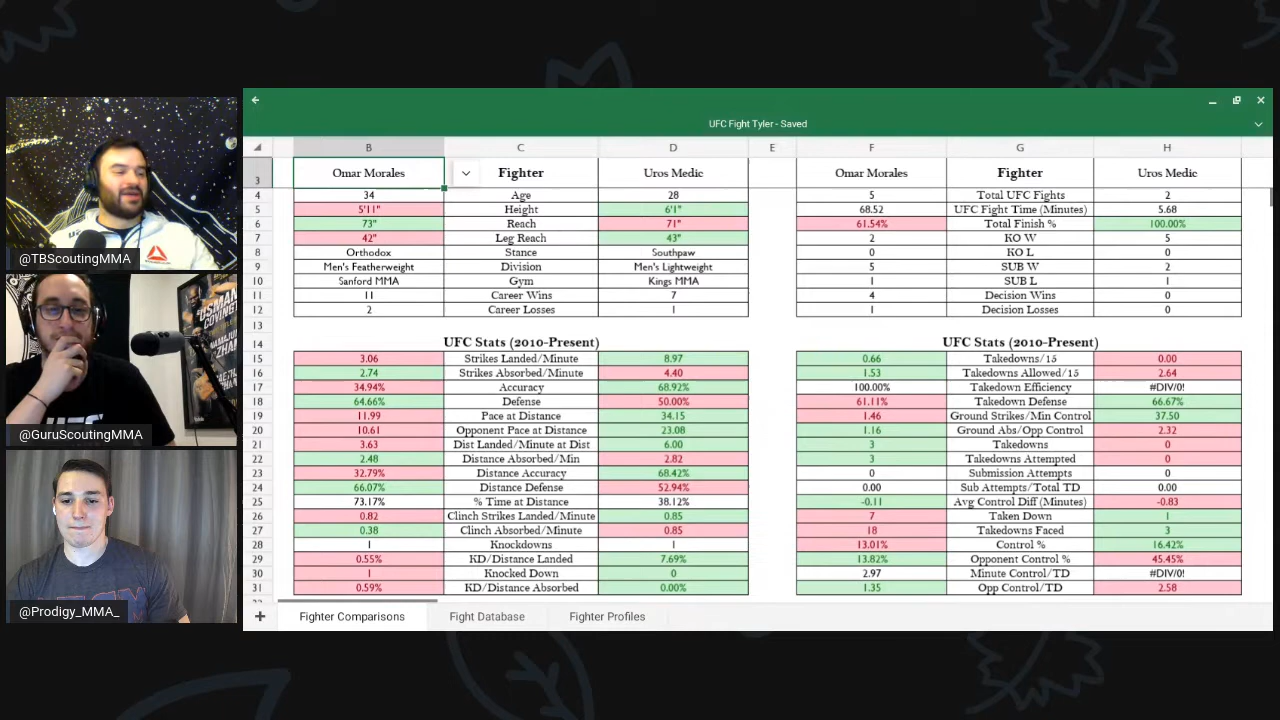 UFC Fight Tyler - Saved
B C D E F G H
3 Omar Morales Fighter Uros Medic Omar Morales Fighter Uros Medic
4 34 Age 28 5 Total UFC Fights 2
5 5'11" Height 6'1" 68.52 UFC Fight Time (Minutes) 5.68
6 73" Reach 71" 61.54% Total Finish % 100.00%
7 42" Leg Reach 43" 2 KO W 5
8 Orthodox Stance Southpaw 0 KO L 0
9 Men's Featherweight Division Men's Lightweight 5 SUB W 2
10 Sanford MMA Gym Kings MMA 1 SUB L 1
11 11 Career Wins 7 4 Decision Wins 0
12 2 Career Losses 1 1 Decision Losses 0
13
14 UFC Stats (2010-Present) UFC Stats (2010-Present)
15 3.06 Strikes Landed/Minute 8.97 0.66 Takedowns/15 0.00
16 2.74 Strikes Absorbed/Minute 4.40 1.53 Takedowns Allowed/15 2.64
17 34.94% Accuracy 68.92% 100.00% Takedown Efficiency #DIV/0!
18 64.66% Defense 50.00% 61.11% Takedown Defense 66.67%
19 11.99 Pace at Distance 34.15 1.46 Ground Strikes/Min Control 37.50
20 10.61 Opponent Pace at Distance 23.08 1.16 Ground Abs/Opp Control 2.32
21 3.63 Dist Landed/Minute at Dist 6.00 3 Takedowns 0
22 2.48 Distance Absorbed/Min 2.82 3 Takedowns Attempted 0
23 32.79% Distance Accuracy 68.42% 0 Submission Attempts 0
24 66.07% Distance Defense 52.94% 0.00 Sub Attempts/Total TD 0.00
25 73.17% % Time at Distance 38.12% -0.11 Avg Control Diff (Minutes) -0.83
26 0.82 Clinch Strikes Landed/Minute 0.85 7 Taken Down 1
27 0.38 Clinch Absorbed/Minute 0.85 18 Takedowns Faced 3
28 1 Knockdowns 1 13.01% Control % 16.42%
29 0.55% KD/Distance Landed 7.69% 13.82% Opponent Control % 45.45%
30 1 Knocked Down 0 2.97 Minute Control/TD #DIV/0!
31 0.59% KD/Distance Absorbed 0.00% 1.35 Opp Control/TD 2.58
Fighter Comparisons Fight Database Fighter Profiles
@TBScoutingMMA
USMAN
COVINGTON
@GuruScoutingMMA
@Prodigy_MMA_